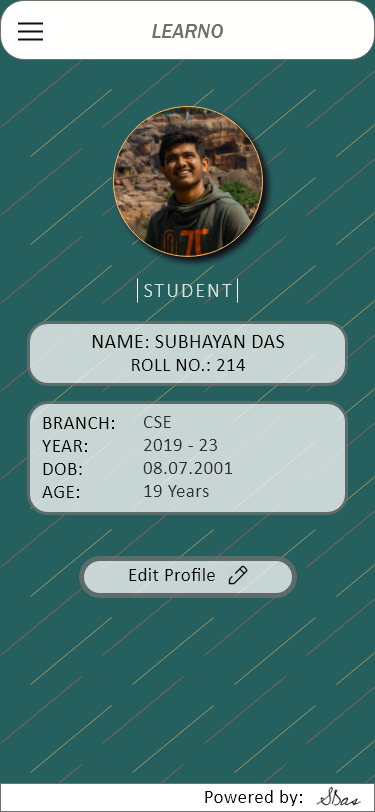 LEARNO
|STUDENT|
NAME: SUBHAYAN DAS
ROLL NO.: 214
BRANCH: CSE
YEAR: 2019 - 23
DOB: 08.07.2001
AGE: 19 Years
Edit Profile
Powered by: SDas